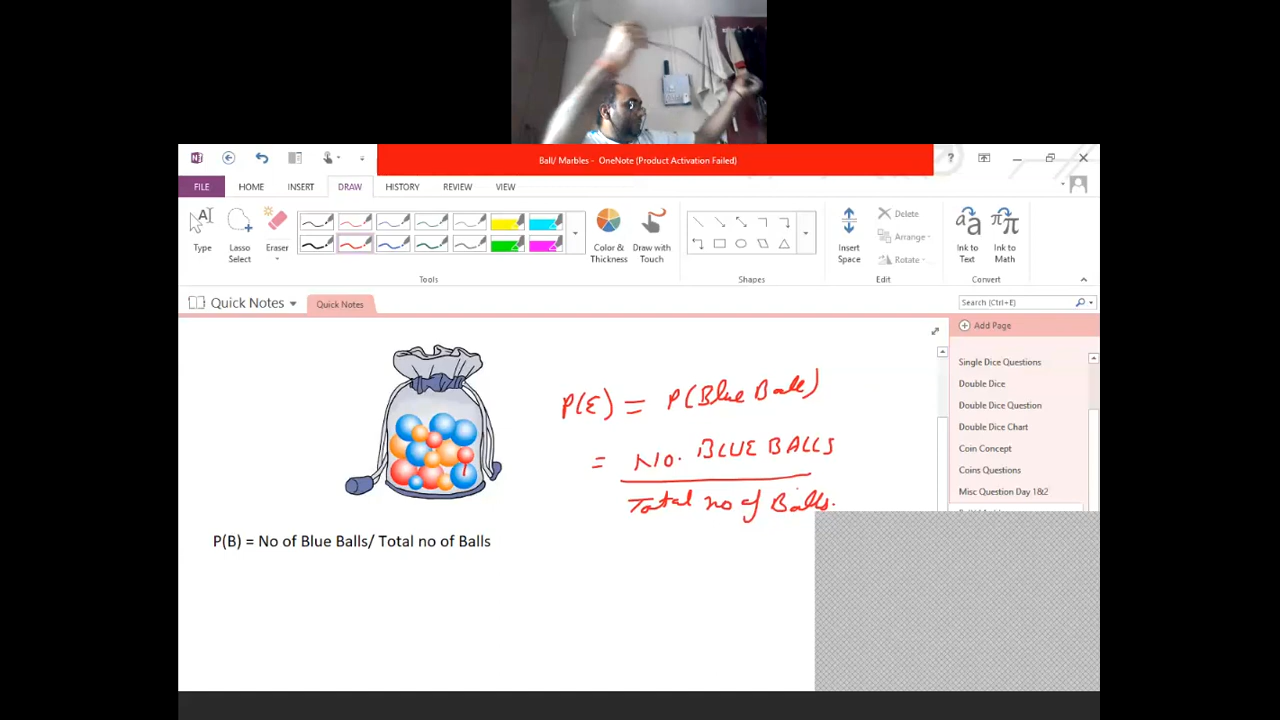 Ball/ Marbles - OneNote (Product Activation Failed)
?
FILE HOME INSERT DRAW HISTORY REVIEW VIEW
Type
Lasso Select
Eraser
Color & Thickness
Draw with Touch
Insert Space
Delete
Arrange
Rotate
Ink to Text
Ink to Math
Tools
Shapes
Edit
Convert
Quick Notes
Quick Notes
Search (Ctrl+E)
Add Page
Single Dice Questions
Double Dice
Double Dice Question
Double Dice Chart
Coin Concept
Coins Questions
Misc Question Day 1&2
P(E) = P(Blue Ball)
= No. BLUE BALLS
Total no of Balls.
P(B) = No of Blue Balls/ Total no of Balls